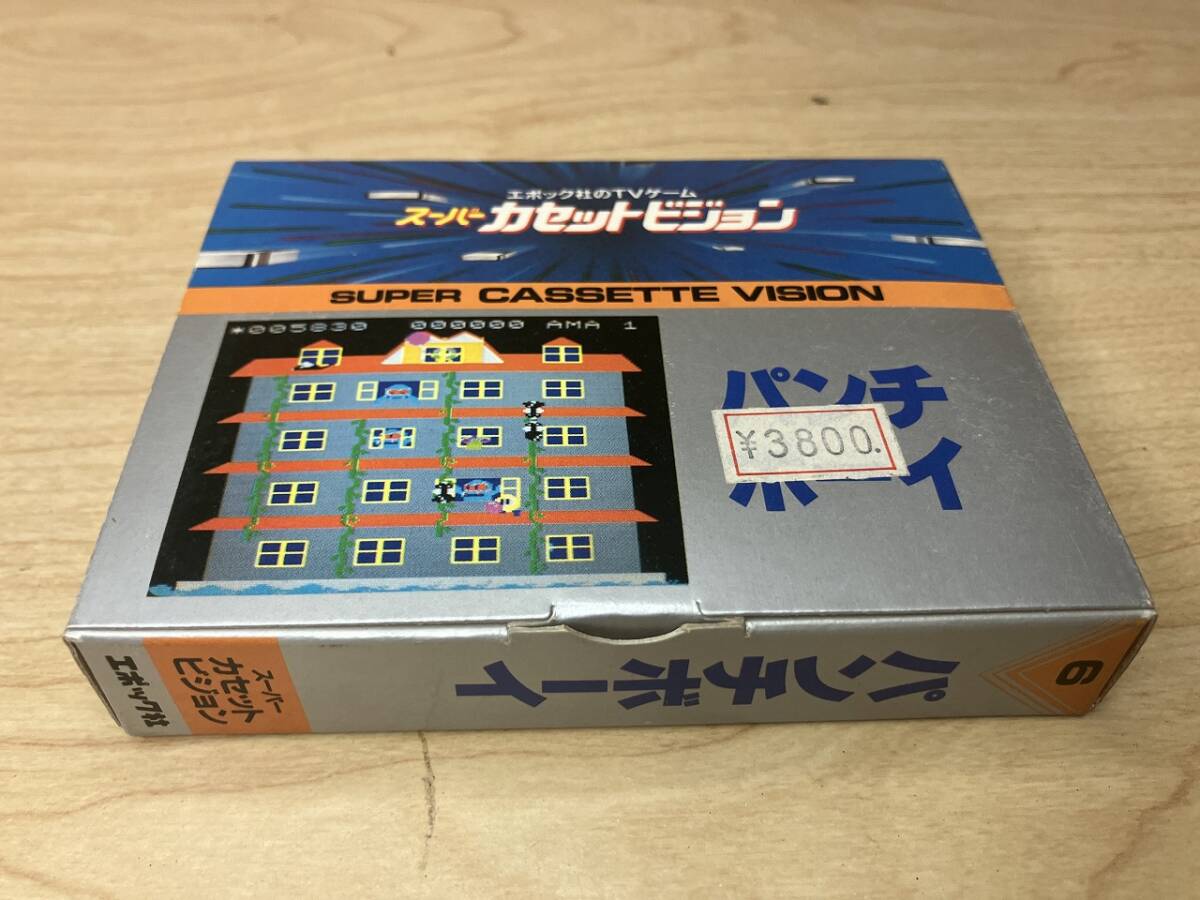 エポック社のTVゲーム
スーパー カセットビジョン
SUPER CASSETTE VISION
*005830 000000 AMA 1
パンチ
ボーイ
¥3800.
エポック社
スーパー
カセット
ビジョン
パンチボーイ
6